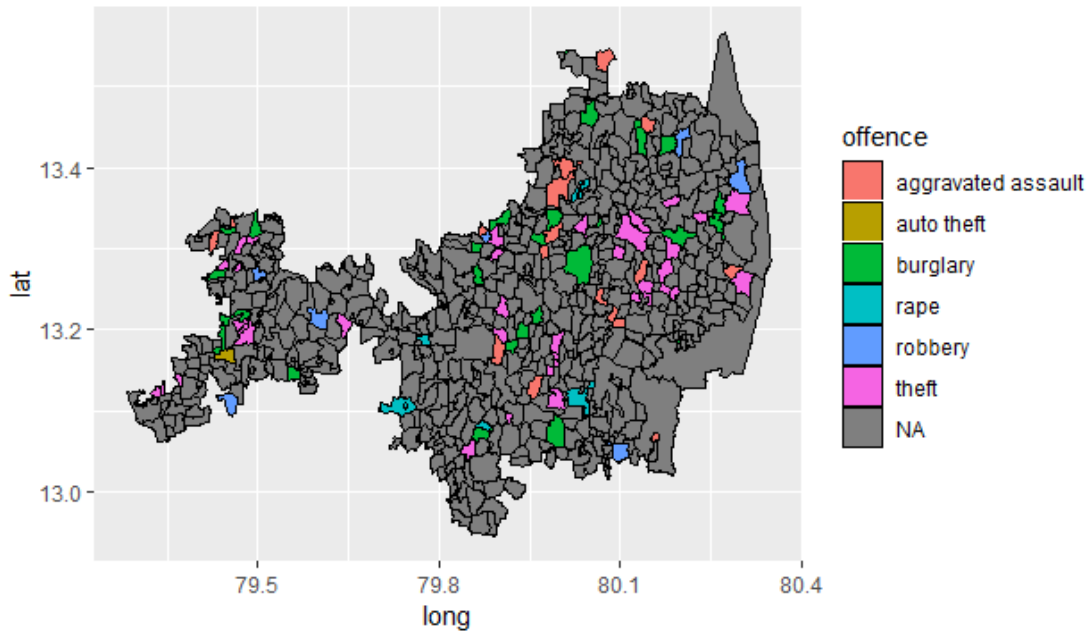 13.4
13.2
13.0
lat
79.5
79.8
80.1
80.4
long
offence
aggravated assault
auto theft
burglary
rape
robbery
theft
NA